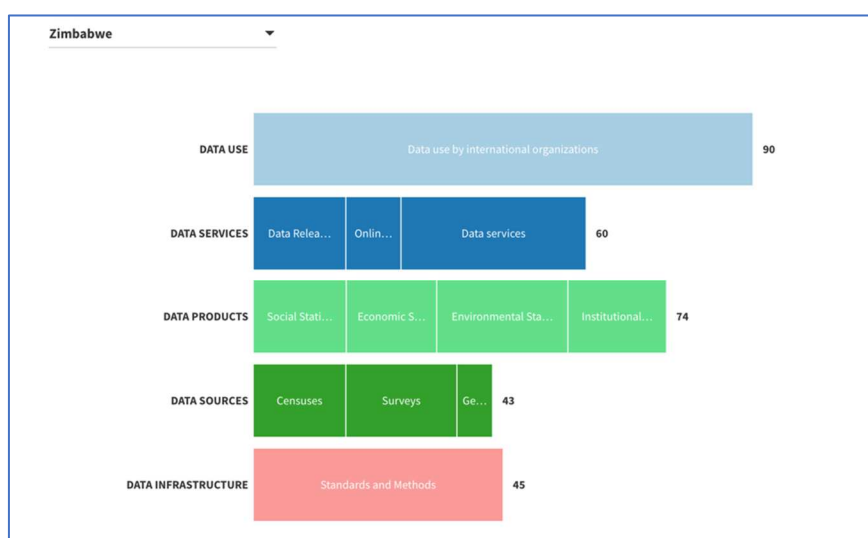 Zimbabwe
DATA USE
Data use by international organizations
90
DATA SERVICES
Data Relea...
Onlin...
Data services
60
DATA PRODUCTS
Social Stati...
Economic S...
Environmental Sta...
Institutional...
74
DATA SOURCES
Censuses
Surveys
Ge...
43
DATA INFRASTRUCTURE
Standards and Methods
45